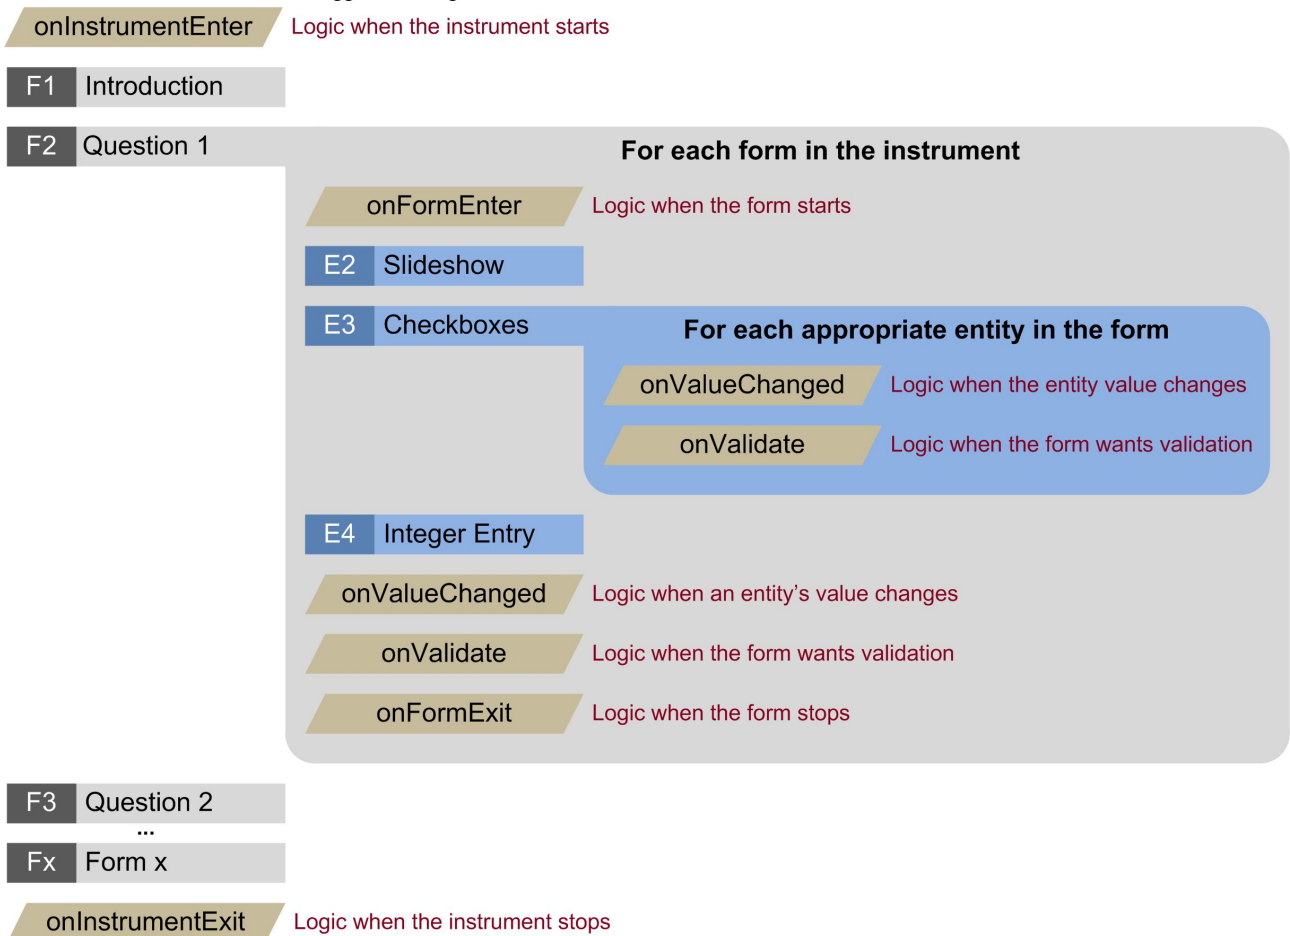 onInstrumentEnter Logic when the instrument starts
F1 Introduction
F2 Question 1 For each form in the instrument
onFormEnter Logic when the form starts
E2 Slideshow
E3 Checkboxes For each appropriate entity in the form
onValueChanged Logic when the entity value changes
onValidate Logic when the form wants validation
E4 Integer Entry
onValueChanged Logic when an entity’s value changes
onValidate Logic when the form wants validation
onFormExit Logic when the form stops
F3 Question 2
...
Fx Form x
onInstrumentExit Logic when the instrument stops